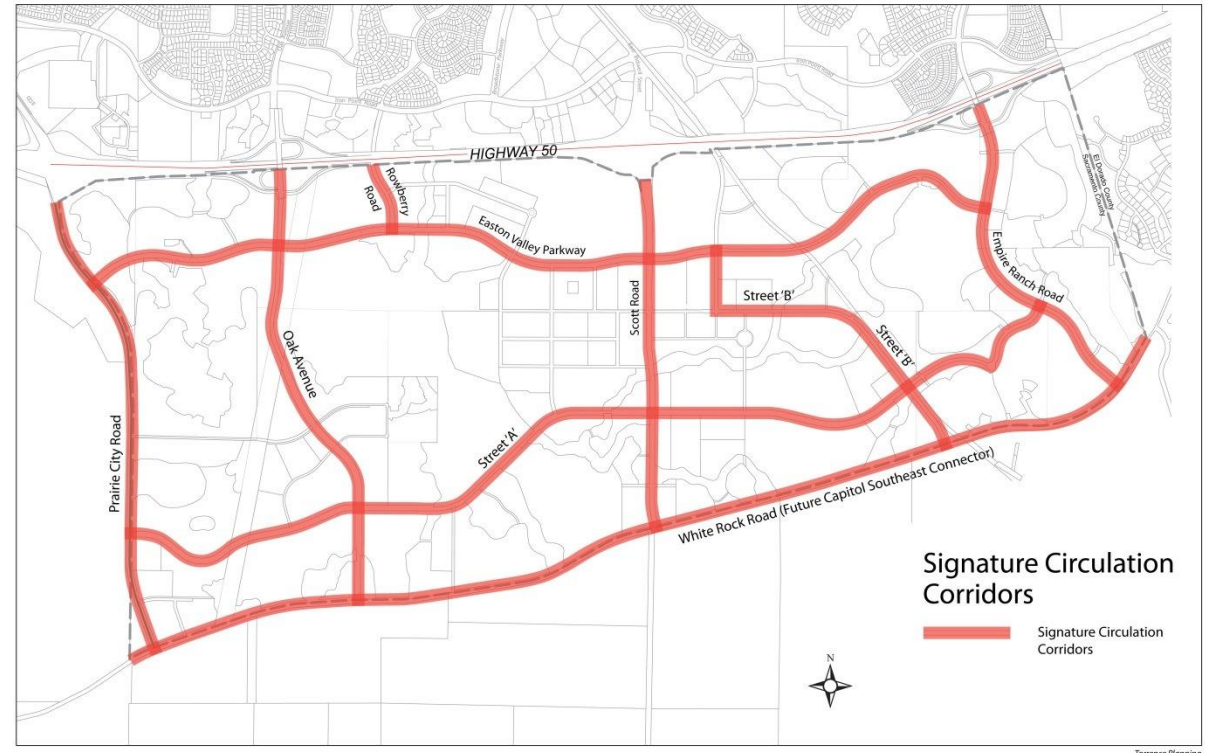 HIGHWAY 50
El Dorado County
Sacramento County
Rowberry
Road
Easton Valley Parkway
Empire Ranch Road
Scott Road
Street 'B'
Street 'B'
Oak Avenue
Prairie City Road
Street 'A'
White Rock Road (Future Capitol Southeast Connector)
Signature Circulation
Corridors
Signature Circulation
Corridors
N
Torrence Planning